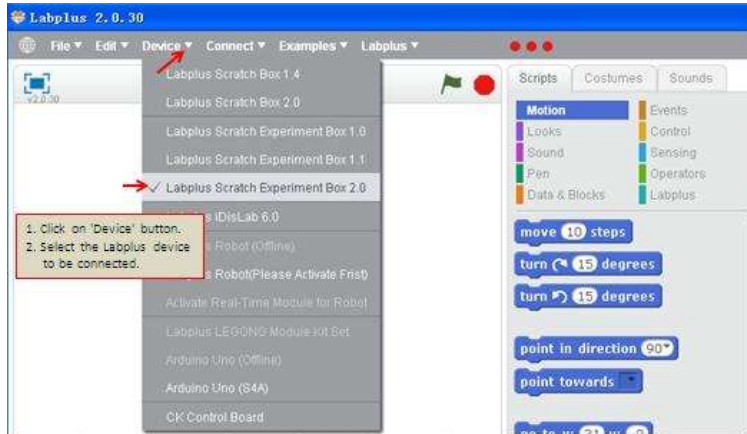 Labplus 2.0.30
File Edit Device Connect Examples Labplus
v2.0.30
Labplus Scratch Box 1.4
Labplus Scratch Box 2.0
Labplus Scratch Experiment Box 1.0
Labplus Scratch Experiment Box 1.1
✓ Labplus Scratch Experiment Box 2.0
iDisLab 6.0
Robot (Offline)
Robot(Please Activate Frist)
Activate Real-Time Module for Robot
Labplus LEGONG Module Kit Set
Arduino Uno (Offline)
Arduino Uno (S4A)
CK Control Board
1. Click on 'Device' button.
2. Select the Labplus device
to be connected.
Scripts Costumes Sounds
Motion Events
Looks Control
Sound Sensing
Pen Operators
Data & Blocks Labplus
move 10 steps
turn 15 degrees
turn 15 degrees
point in direction 90
point towards